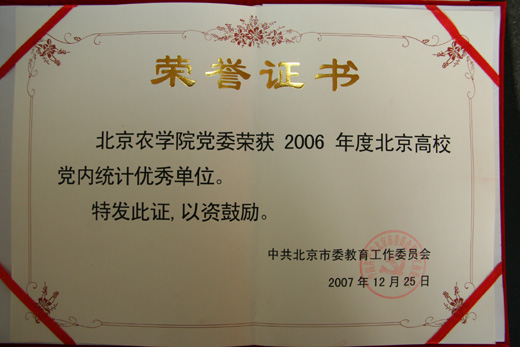 荣誉证书
北京农学院党委荣获 2006 年度北京高校
党内统计优秀单位。
特发此证,以资鼓励。
中共北京市委教育工作委员会
2007 年 12 月 25 日